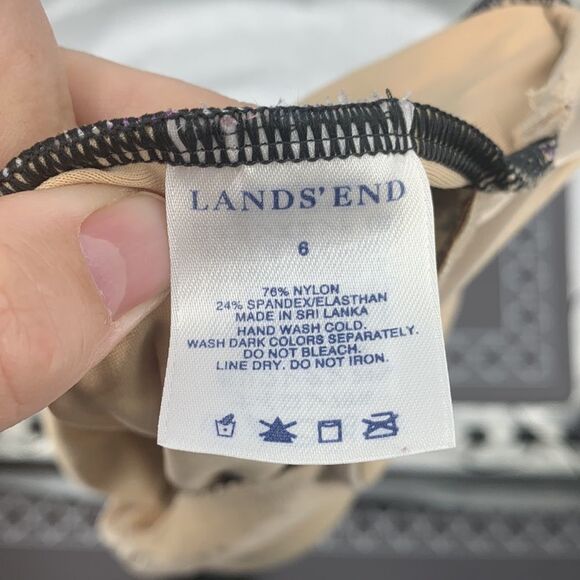 LANDS' END
6
76% NYLON
24% SPANDEX/ELASTHAN
MADE IN SRI LANKA
HAND WASH COLD.
WASH DARK COLORS SEPARATELY.
DO NOT BLEACH.
LINE DRY. DO NOT IRON.